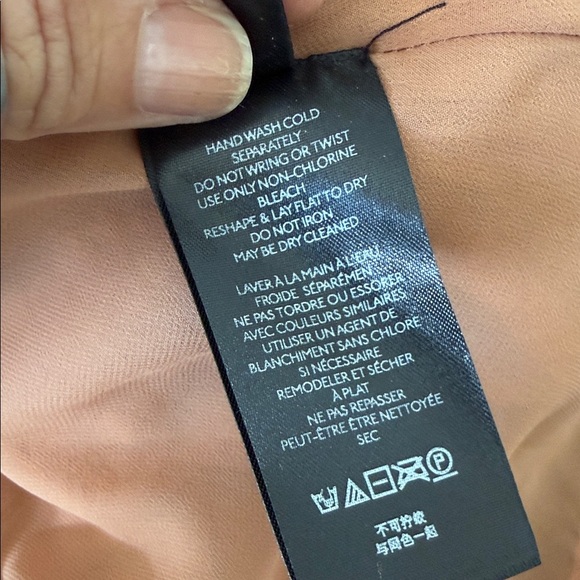 HAND WASH COLD
SEPARATELY
DO NOT WRING OR TWIST
USE ONLY NON-CHLORINE
BLEACH
RESHAPE & LAY FLAT TO DRY
DO NOT IRON
MAY BE DRY CLEANED
LAVER À LA MAIN À L'EAU
FROIDE SÉPARÉMENT
NE PAS TORDRE OU ESSORER
AVEC COULEURS SIMILAIRES
UTILISER UN AGENT DE
BLANCHIMENT SANS CHLORE
SI NÉCESSAIRE
REMODELER ET SÉCHER
À PLAT
NE PAS REPASSER
PEUT-ÊTRE ÊTRE NETTOYÉE
SEC
P
不可拧绞
与同色一起